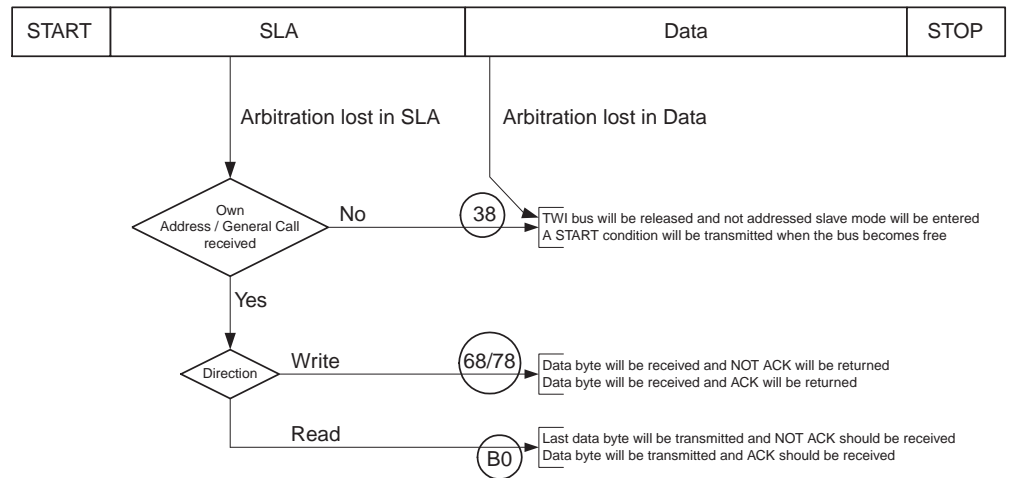 START SLA Data STOP
Arbitration lost in SLA Arbitration lost in Data
Own
Address / General Call
received
No
38
TWI bus will be released and not addressed slave mode will be entered
A START condition will be transmitted when the bus becomes free
Yes
Direction
Write
68/78
Data byte will be received and NOT ACK will be returned
Data byte will be received and ACK will be returned
Read
B0
Last data byte will be transmitted and NOT ACK should be received
Data byte will be transmitted and ACK should be received